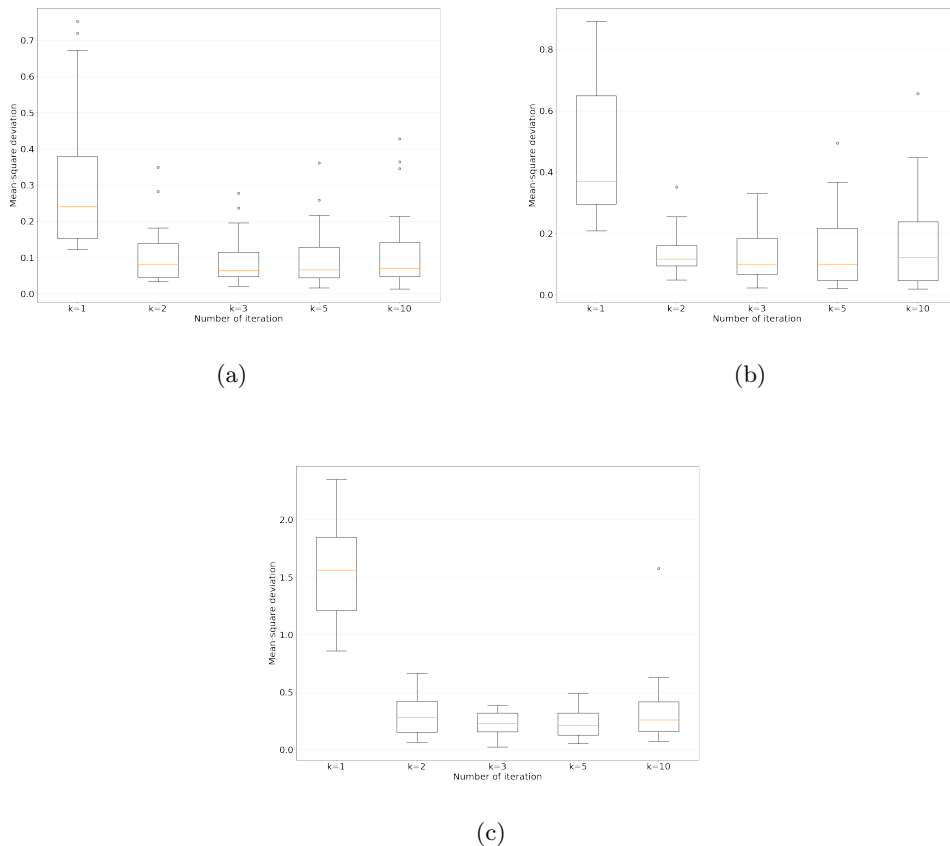 0.7
0.6
0.5
0.4
0.3
0.2
0.1
0.0
Mean-square deviation
k=1 k=2 k=3 k=5 k=10
Number of iteration
(a)
0.8
0.6
0.4
0.2
0.0
Mean-square deviation
k=1 k=2 k=3 k=5 k=10
Number of iteration
(b)
2.0
1.5
1.0
0.5
0.0
Mean-square deviation
k=1 k=2 k=3 k=5 k=10
Number of iteration
(c)